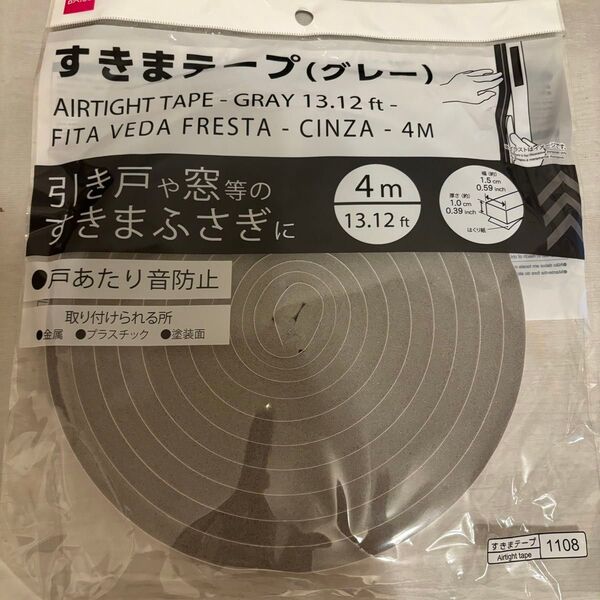 すきまテープ(グレー)
AIRTIGHT TAPE - GRAY 13.12 ft -
FITA VEDA FRESTA - CINZA - 4M
引き戸や窓等の
すきまふさぎに
4m
13.12 ft
幅(約)
1.5 cm
0.59 inch
厚さ(約)
1.0 cm
0.39 inch
はくり紙
●戸あたり音防止
取り付けられる所
●金属 ●プラスチック ●塗装面
すきまテープ
Airtight tape
1108